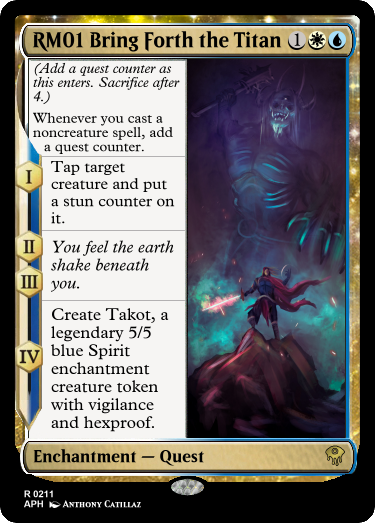 RM01 Bring Forth the Titan 1
(Add a quest counter as
this enters. Sacrifice after
4.)
Whenever you cast a
noncreature spell, add
a quest counter.
I
Tap target
creature and put
a stun counter on
it.
II
III
You feel the earth
shake beneath
you.
IV
Create Takot, a
legendary 5/5
blue Spirit
enchantment
creature token
with vigilance
and hexproof.
Enchantment — Quest
R 0211
APH Anthony Catillaz